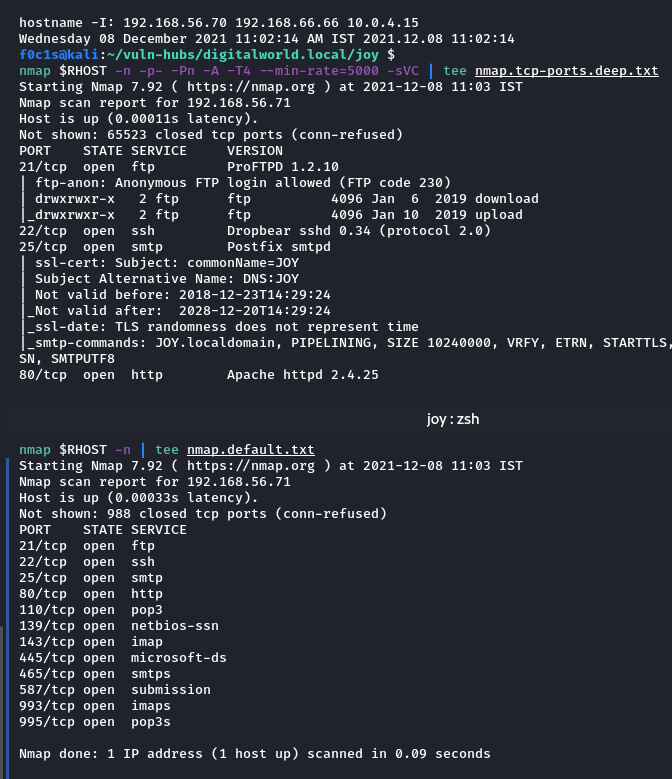 hostname -I: 192.168.56.70 192.168.66.66 10.0.4.15
Wednesday 08 December 2021 11:02:14 AM IST 2021.12.08 11:02:14
f0c1s@kali:~/vuln-hubs/digitalworld.local/joy $
nmap $RHOST -n -p- -Pn -A -T4 --min-rate=5000 -sVC | tee nmap.tcp-ports.deep.txt
Starting Nmap 7.92 ( https://nmap.org ) at 2021-12-08 11:03 IST
Nmap scan report for 192.168.56.71
Host is up (0.00011s latency).
Not shown: 65523 closed tcp ports (conn-refused)
PORT    STATE SERVICE     VERSION
21/tcp  open  ftp         ProFTPD 1.2.10
| ftp-anon: Anonymous FTP login allowed (FTP code 230)
| drwxrwxr-x   2 ftp      ftp          4096 Jan  6  2019 download
|_drwxrwxr-x   2 ftp      ftp          4096 Jan 10  2019 upload
22/tcp  open  ssh         Dropbear sshd 0.34 (protocol 2.0)
25/tcp  open  smtp        Postfix smtpd
| ssl-cert: Subject: commonName=JOY
| Subject Alternative Name: DNS:JOY
| Not valid before: 2018-12-23T14:29:24
|_Not valid after:  2028-12-20T14:29:24
|_ssl-date: TLS randomness does not represent time
|_smtp-commands: JOY.localdomain, PIPELINING, SIZE 10240000, VRFY, ETRN, STARTTLS,
SN, SMTPUTF8
80/tcp  open  http        Apache httpd 2.4.25
joy : zsh
nmap $RHOST -n | tee nmap.default.txt
Starting Nmap 7.92 ( https://nmap.org ) at 2021-12-08 11:03 IST
Nmap scan report for 192.168.56.71
Host is up (0.00033s latency).
Not shown: 988 closed tcp ports (conn-refused)
PORT    STATE SERVICE
21/tcp  open  ftp
22/tcp  open  ssh
25/tcp  open  smtp
80/tcp  open  http
110/tcp open  pop3
139/tcp open  netbios-ssn
143/tcp open  imap
445/tcp open  microsoft-ds
465/tcp open  smtps
587/tcp open  submission
993/tcp open  imaps
995/tcp open  pop3s
Nmap done: 1 IP address (1 host up) scanned in 0.09 seconds